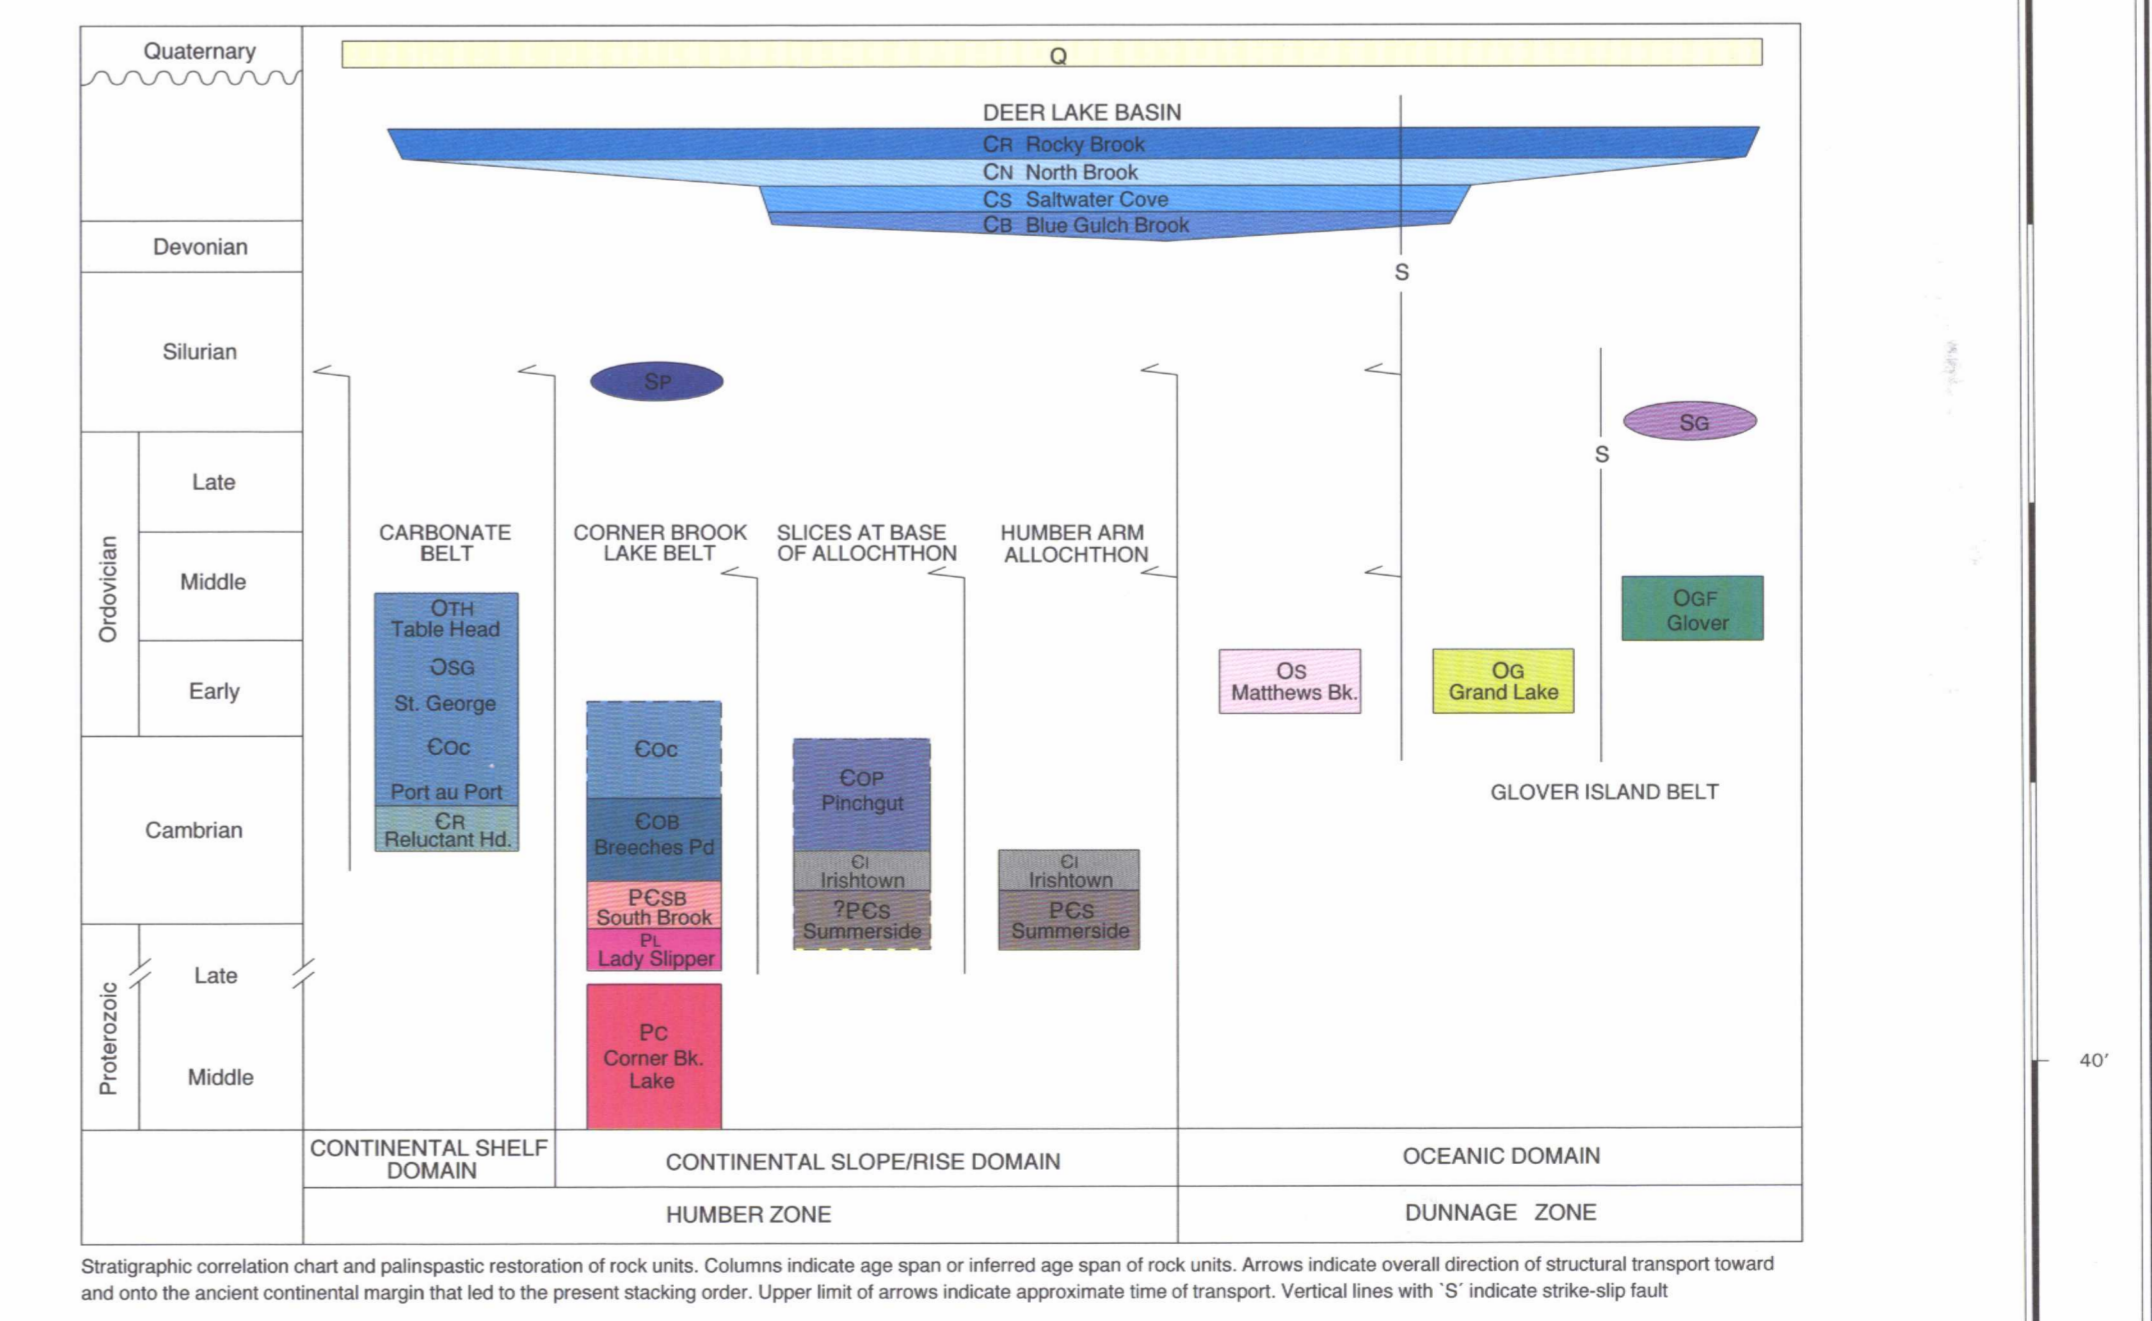 Quaternary
Q
DEER LAKE BASIN
CR Rocky Brook
CN North Brook
CS Saltwater Cove
CB Blue Gulch Brook
Devonian
S
Silurian
SP
SG
S
Ordovician
Late
Middle
Early
CARBONATE
BELT
CORNER BROOK
LAKE BELT
SLICES AT BASE
OF ALLOCHTHON
HUMBER ARM
ALLOCHTHON
OTH
Table Head
OSG
St. George
ЄOc
Port au Port
ЄR
Reluctant Hd.
ЄOc
ЄOB
Breeches Pd
PЄSB
South Brook
PL
Lady Slipper
PC
Corner Bk.
Lake
ЄOP
Pinchgut
ЄI
Irishtown
?PЄs
Summerside
ЄI
Irishtown
PЄs
Summerside
OS
Matthews Bk.
OG
Grand Lake
OGF
Glover
GLOVER ISLAND BELT
Cambrian
Proterozoic
Late
Middle
40′
CONTINENTAL SHELF
DOMAIN
CONTINENTAL SLOPE/RISE DOMAIN
OCEANIC DOMAIN
HUMBER ZONE
DUNNAGE ZONE
Stratigraphic correlation chart and palinspastic restoration of rock units. Columns indicate age span or inferred age span of rock units. Arrows indicate overall direction of structural transport toward
and onto the ancient continental margin that led to the present stacking order. Upper limit of arrows indicate approximate time of transport. Vertical lines with `S´ indicate strike-slip fault